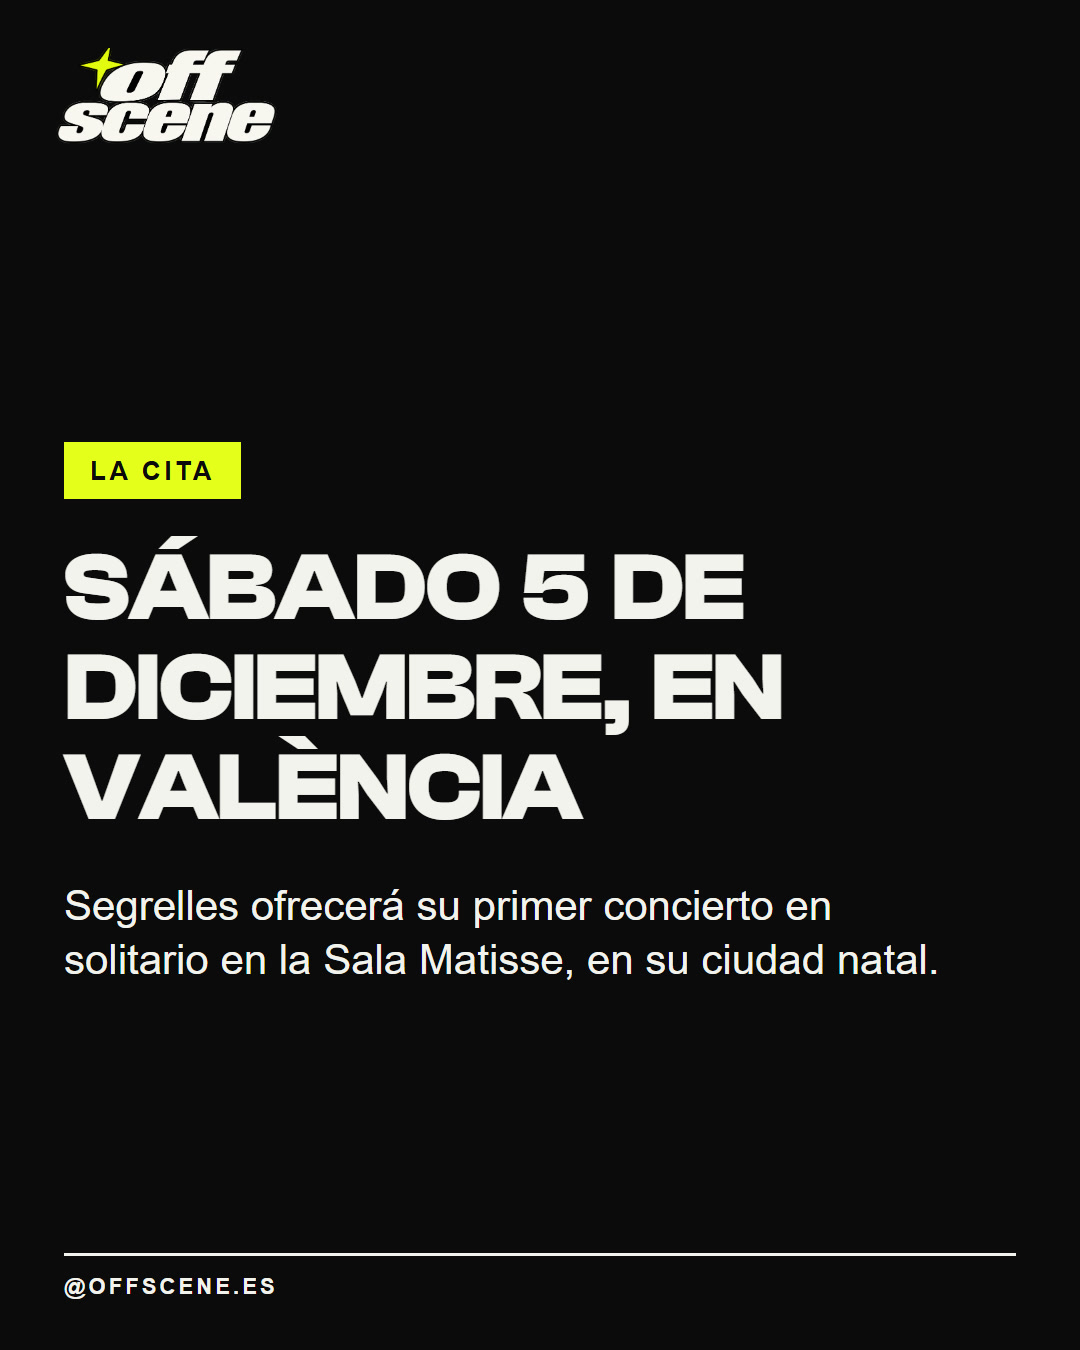 off
scene
LA CITA
SÁBADO 5 DE
DICIEMBRE, EN
VALÈNCIA
Segrelles ofrecerá su primer concierto en
solitario en la Sala Matisse, en su ciudad natal.
@OFFSCENE.ES